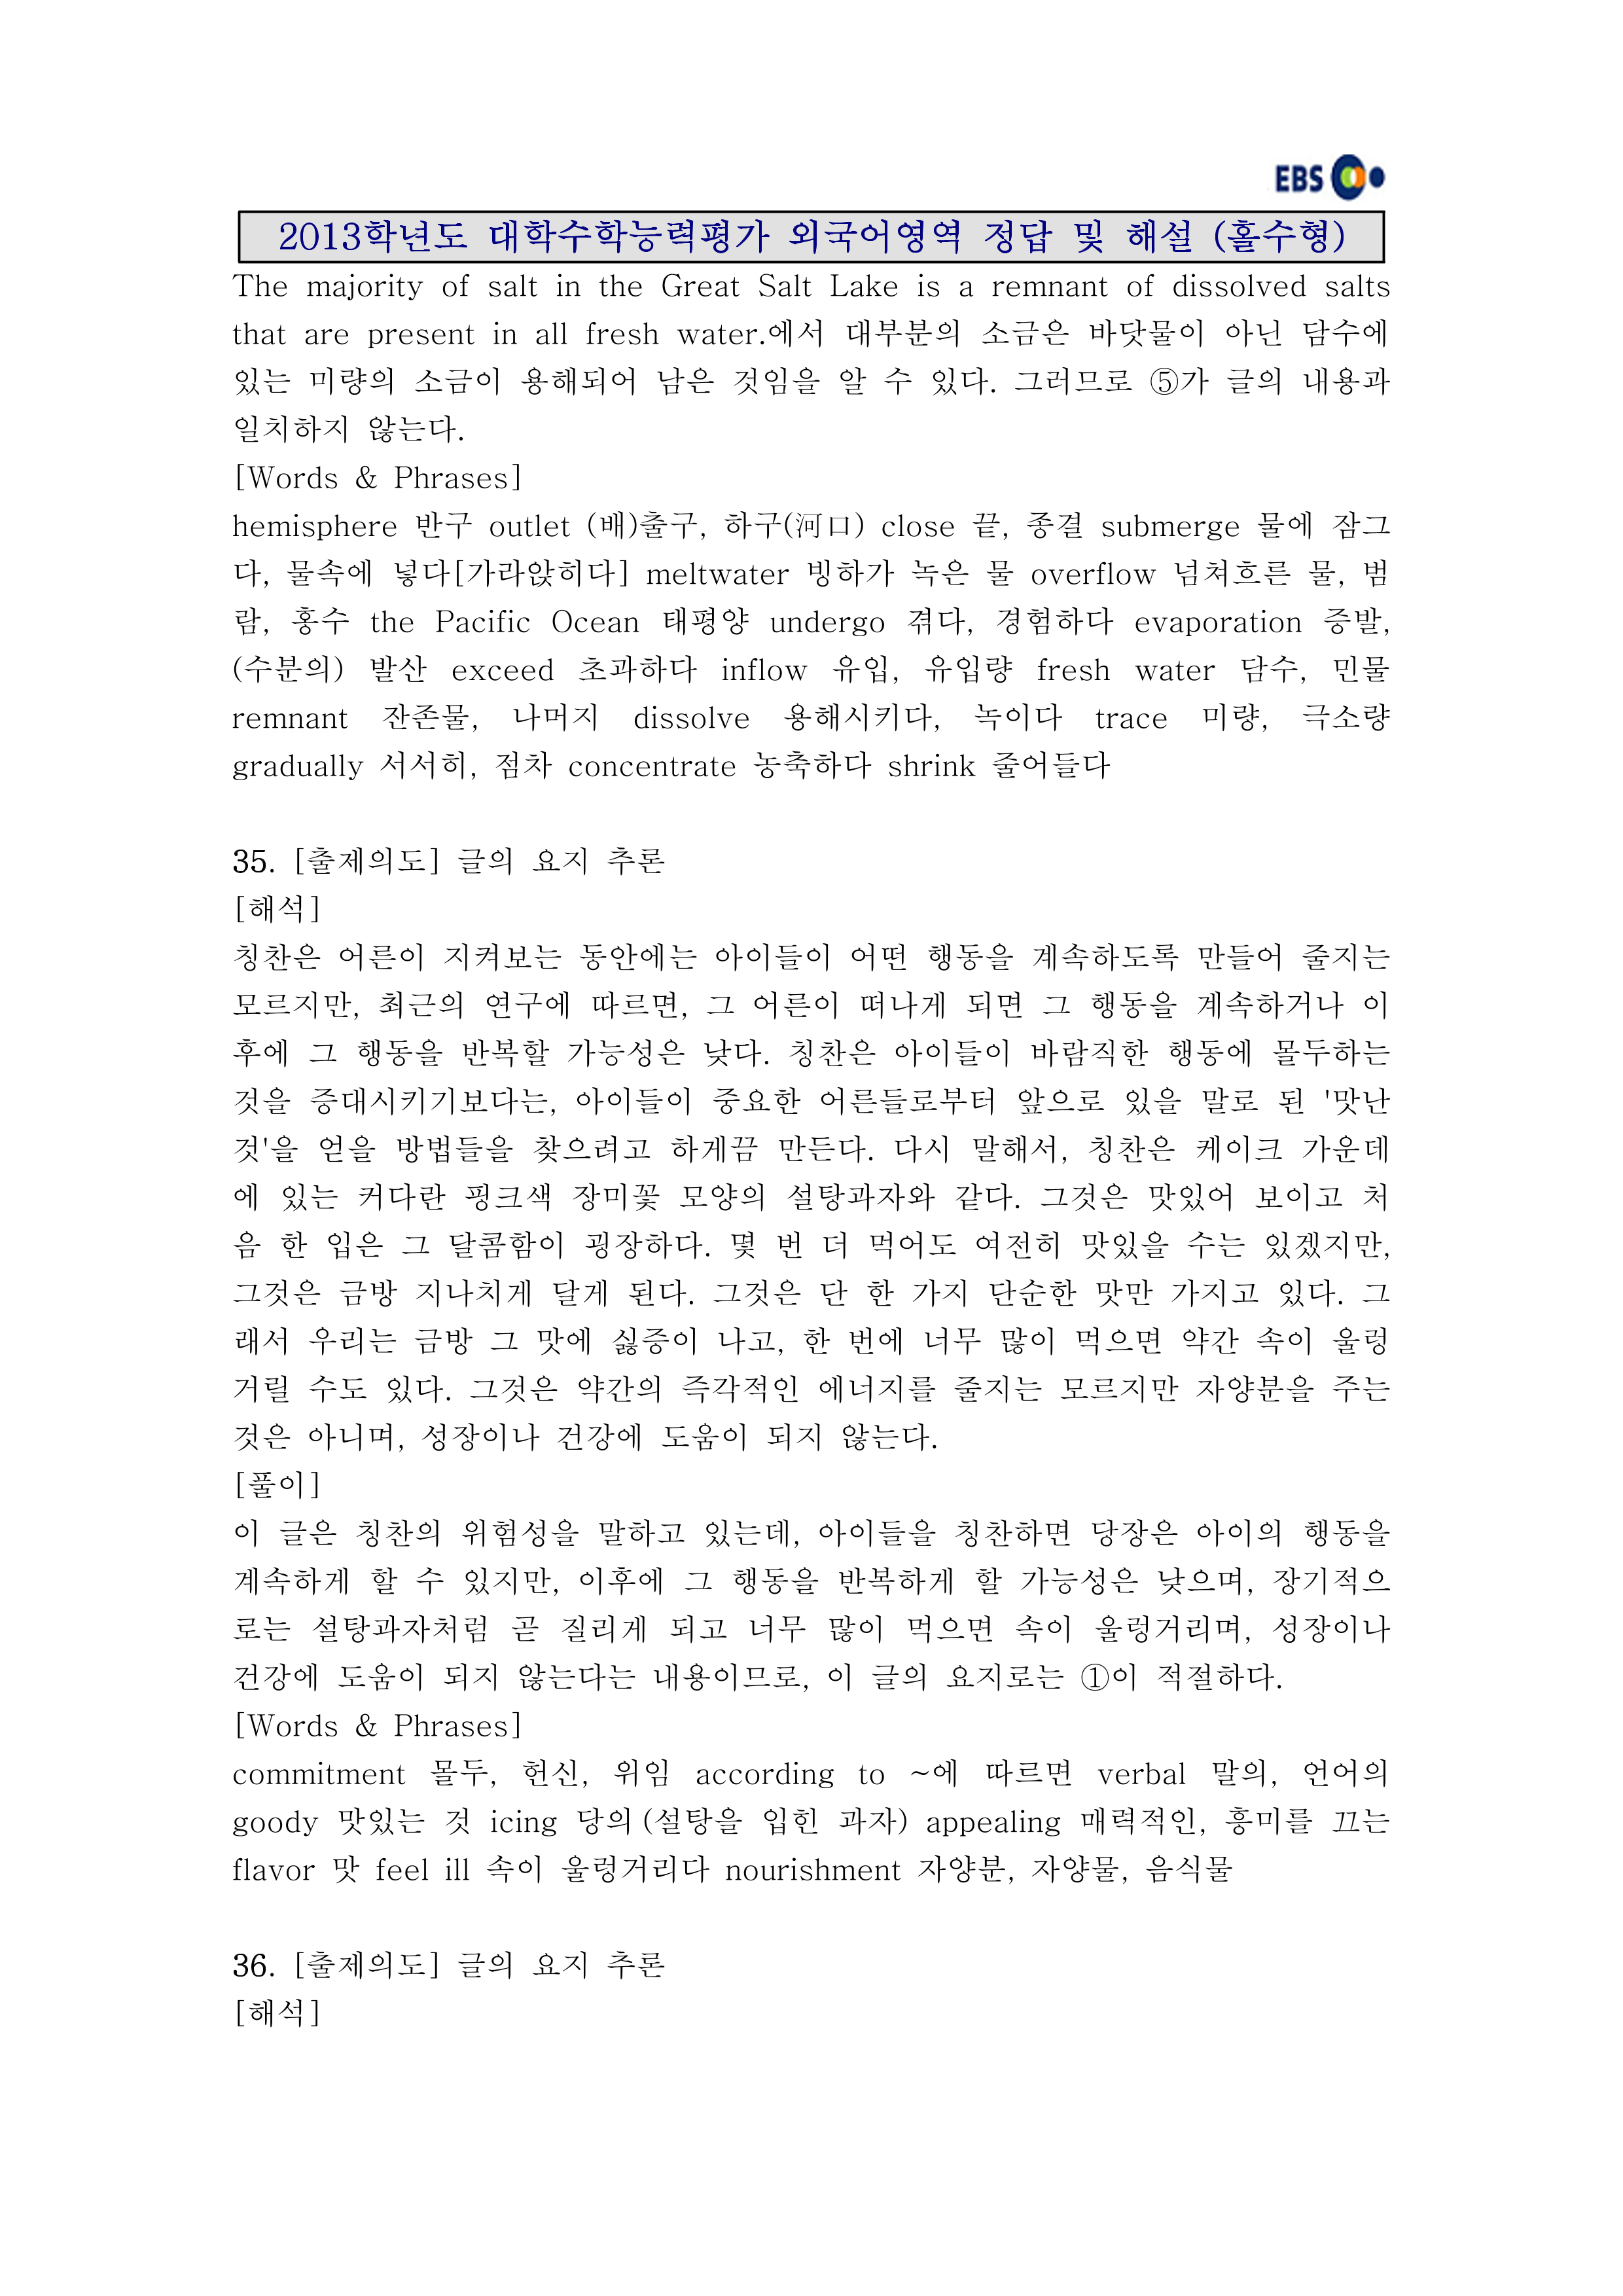 EBS
2013학년도 대학수학능력평가 외국어영역 정답 및 해설 (홀수형)
The majority of salt in the Great Salt Lake is a remnant of dissolved salts
that are present in all fresh water.에서 대부분의 소금은 바닷물이 아닌 담수에
있는 미량의 소금이 용해되어 남은 것임을 알 수 있다. 그러므로 ⑤가 글의 내용과
일치하지 않는다.
[Words & Phrases]
hemisphere 반구 outlet (배)출구, 하구(河口) close 끝, 종결 submerge 물에 잠그
다, 물속에 넣다[가라앉히다] meltwater 빙하가 녹은 물 overflow 넘쳐흐른 물, 범
람, 홍수 the Pacific Ocean 태평양 undergo 겪다, 경험하다 evaporation 증발,
(수분의) 발산 exceed 초과하다 inflow 유입, 유입량 fresh water 담수, 민물
remnant 잔존물, 나머지 dissolve 용해시키다, 녹이다 trace 미량, 극소량
gradually 서서히, 점차 concentrate 농축하다 shrink 줄어들다
35. [출제의도] 글의 요지 추론
[해석]
칭찬은 어른이 지켜보는 동안에는 아이들이 어떤 행동을 계속하도록 만들어 줄지는
모르지만, 최근의 연구에 따르면, 그 어른이 떠나게 되면 그 행동을 계속하거나 이
후에 그 행동을 반복할 가능성은 낮다. 칭찬은 아이들이 바람직한 행동에 몰두하는
것을 증대시키기보다는, 아이들이 중요한 어른들로부터 앞으로 있을 말로 된 '맛난
것'을 얻을 방법들을 찾으려고 하게끔 만든다. 다시 말해서, 칭찬은 케이크 가운데
에 있는 커다란 핑크색 장미꽃 모양의 설탕과자와 같다. 그것은 맛있어 보이고 처
음 한 입은 그 달콤함이 굉장하다. 몇 번 더 먹어도 여전히 맛있을 수는 있겠지만,
그것은 금방 지나치게 달게 된다. 그것은 단 한 가지 단순한 맛만 가지고 있다. 그
래서 우리는 금방 그 맛에 싫증이 나고, 한 번에 너무 많이 먹으면 약간 속이 울렁
거릴 수도 있다. 그것은 약간의 즉각적인 에너지를 줄지는 모르지만 자양분을 주는
것은 아니며, 성장이나 건강에 도움이 되지 않는다.
[풀이]
이 글은 칭찬의 위험성을 말하고 있는데, 아이들을 칭찬하면 당장은 아이의 행동을
계속하게 할 수 있지만, 이후에 그 행동을 반복하게 할 가능성은 낮으며, 장기적으
로는 설탕과자처럼 곧 질리게 되고 너무 많이 먹으면 속이 울렁거리며, 성장이나
건강에 도움이 되지 않는다는 내용이므로, 이 글의 요지로는 ①이 적절하다.
[Words & Phrases]
commitment 몰두, 헌신, 위임 according to ~에 따르면 verbal 말의, 언어의
goody 맛있는 것 icing 당의(설탕을 입힌 과자) appealing 매력적인, 흥미를 끄는
flavor 맛 feel ill 속이 울렁거리다 nourishment 자양분, 자양물, 음식물
36. [출제의도] 글의 요지 추론
[해석]